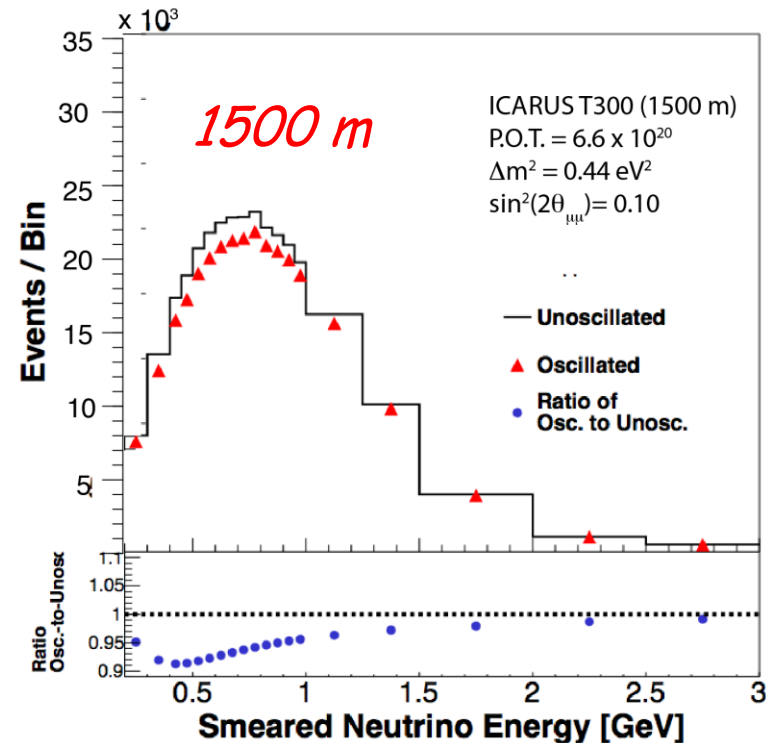 x 10³
35
30
25
20
15
10
5
Events / Bin
1500 m
ICARUS T300 (1500 m)
P.O.T. = 6.6 x 10²⁰
Δm² = 0.44 eV²
sin²(2θμμ)= 0.10
Unoscillated
Oscillated
Ratio of
Osc. to Unosc.
1.1
1.05
1
0.95
0.9
Ratio
Osc.-to-Unosc
0.5
1
1.5
2
2.5
3
Smeared Neutrino Energy [GeV]